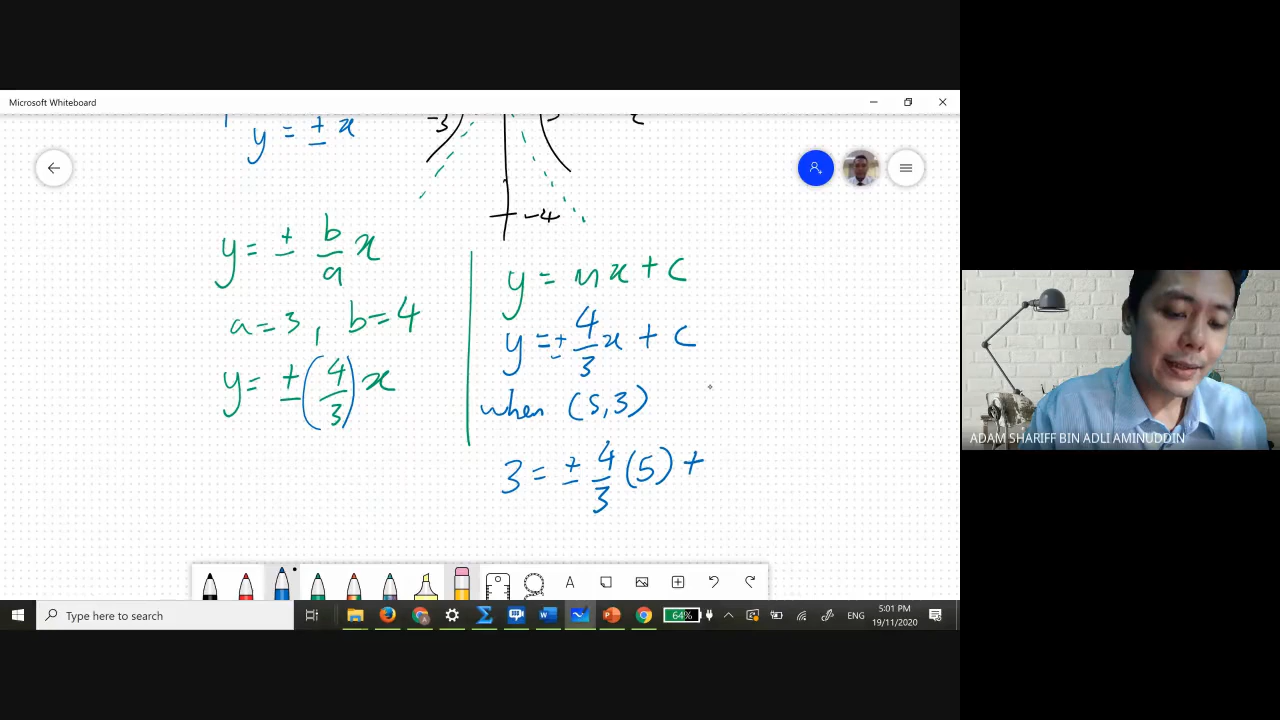 Microsoft Whiteboard
y = ± x
-3
-4
y = ± b/a x
a = 3, b = 4
y = ± (4/3) x
y = mx + c
y = ± 4/3 x + c
when (5,3)
3 = ± 4/3 (5) +
ADAM SHARIFF BIN ADLI AMINUDDIN
A
Type here to search
64%
ENG
5:01 PM
19/11/2020